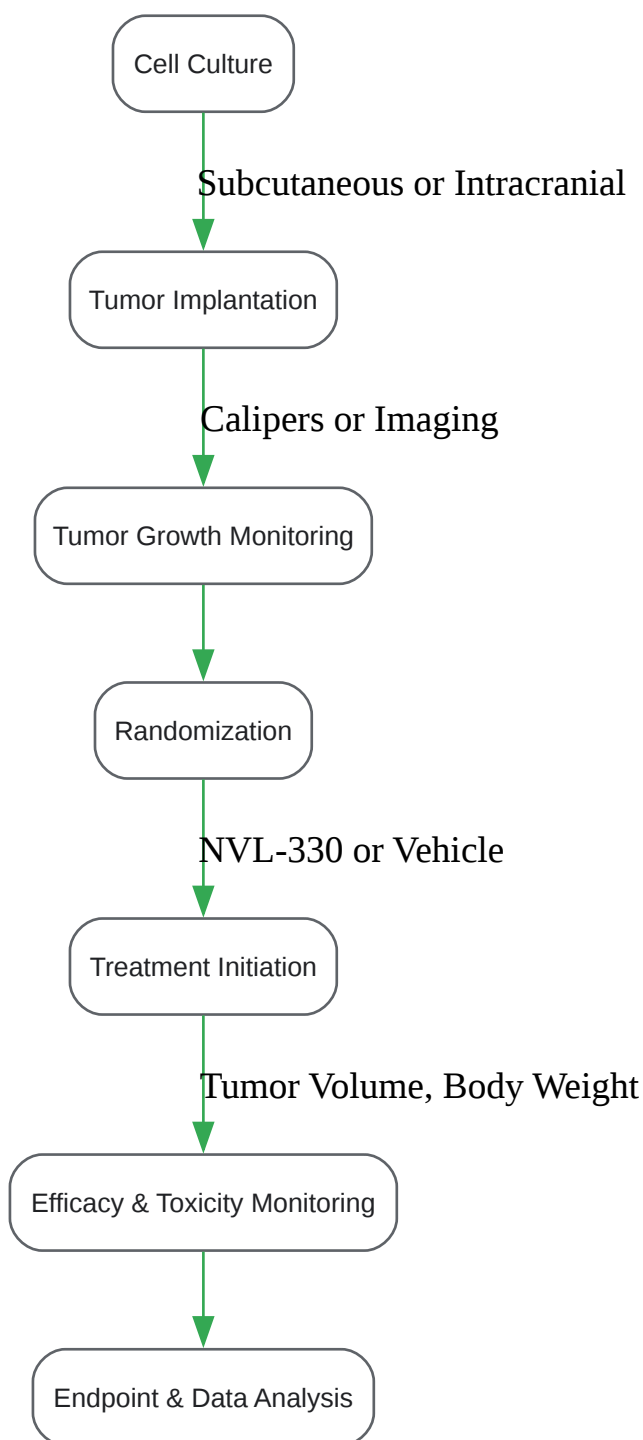 Cell Culture
Subcutaneous or Intracranial
Tumor Implantation
Calipers or Imaging
Tumor Growth Monitoring
Randomization
NVL-330 or Vehicle
Treatment Initiation
Tumor Volume, Body Weight
Efficacy & Toxicity Monitoring
Endpoint & Data Analysis